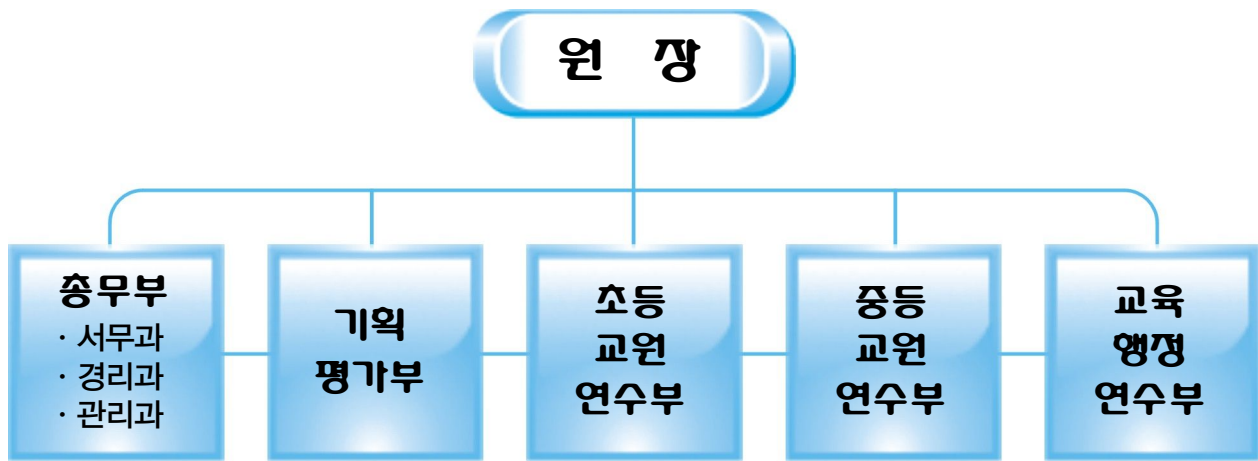 원 장
총무부
· 서무과
· 경리과
· 관리과
기획
평가부
초등
교원
연수부
중등
교원
연수부
교육
행정
연수부